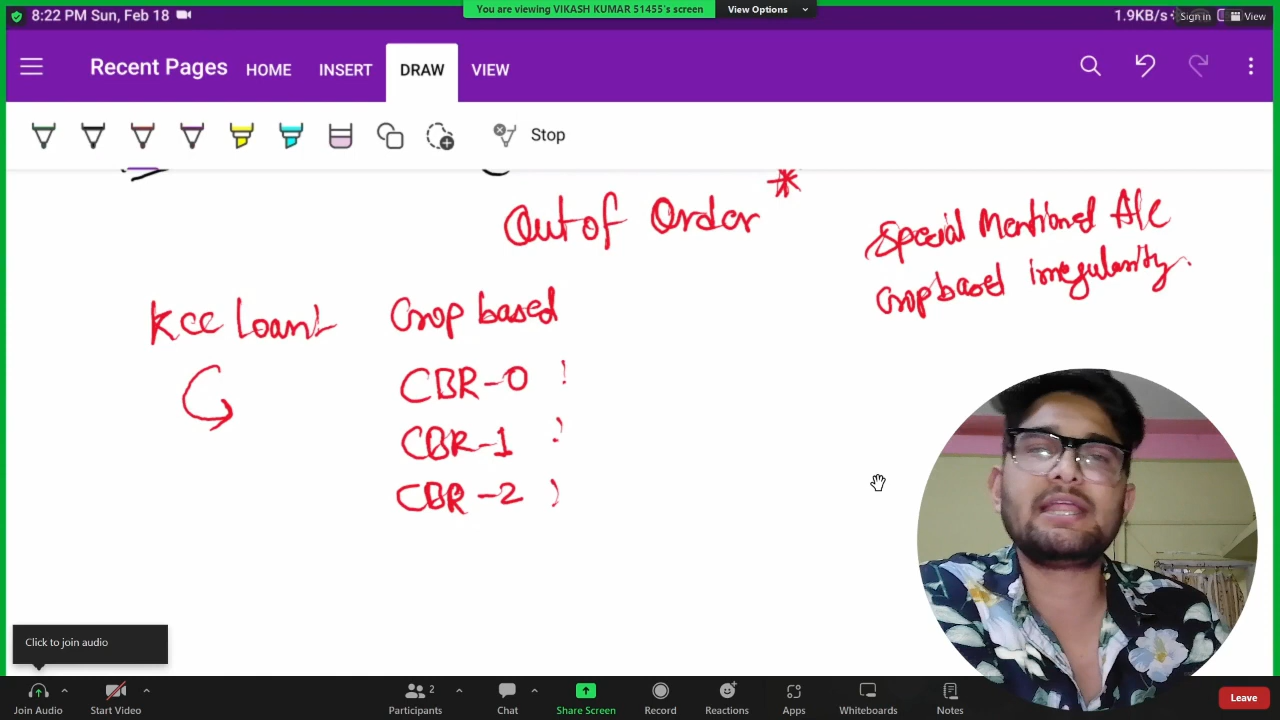 8:22 PM Sun, Feb 18
You are viewing VIKASH KUMAR 51455's screen
View Options
1.9KB/s
Sign in
View
Recent Pages
HOME
INSERT
DRAW
VIEW
Stop
Out of Order *
Special Mentioned A/C
Crop based irregularity.
KCC Loans
Crop based
CBR-0 :
CBR-1 :
CBR-2 :
Click to join audio
Join Audio
Start Video
Participants 2
Chat
Share Screen
Record
Reactions
Apps
Whiteboards
Notes
Leave